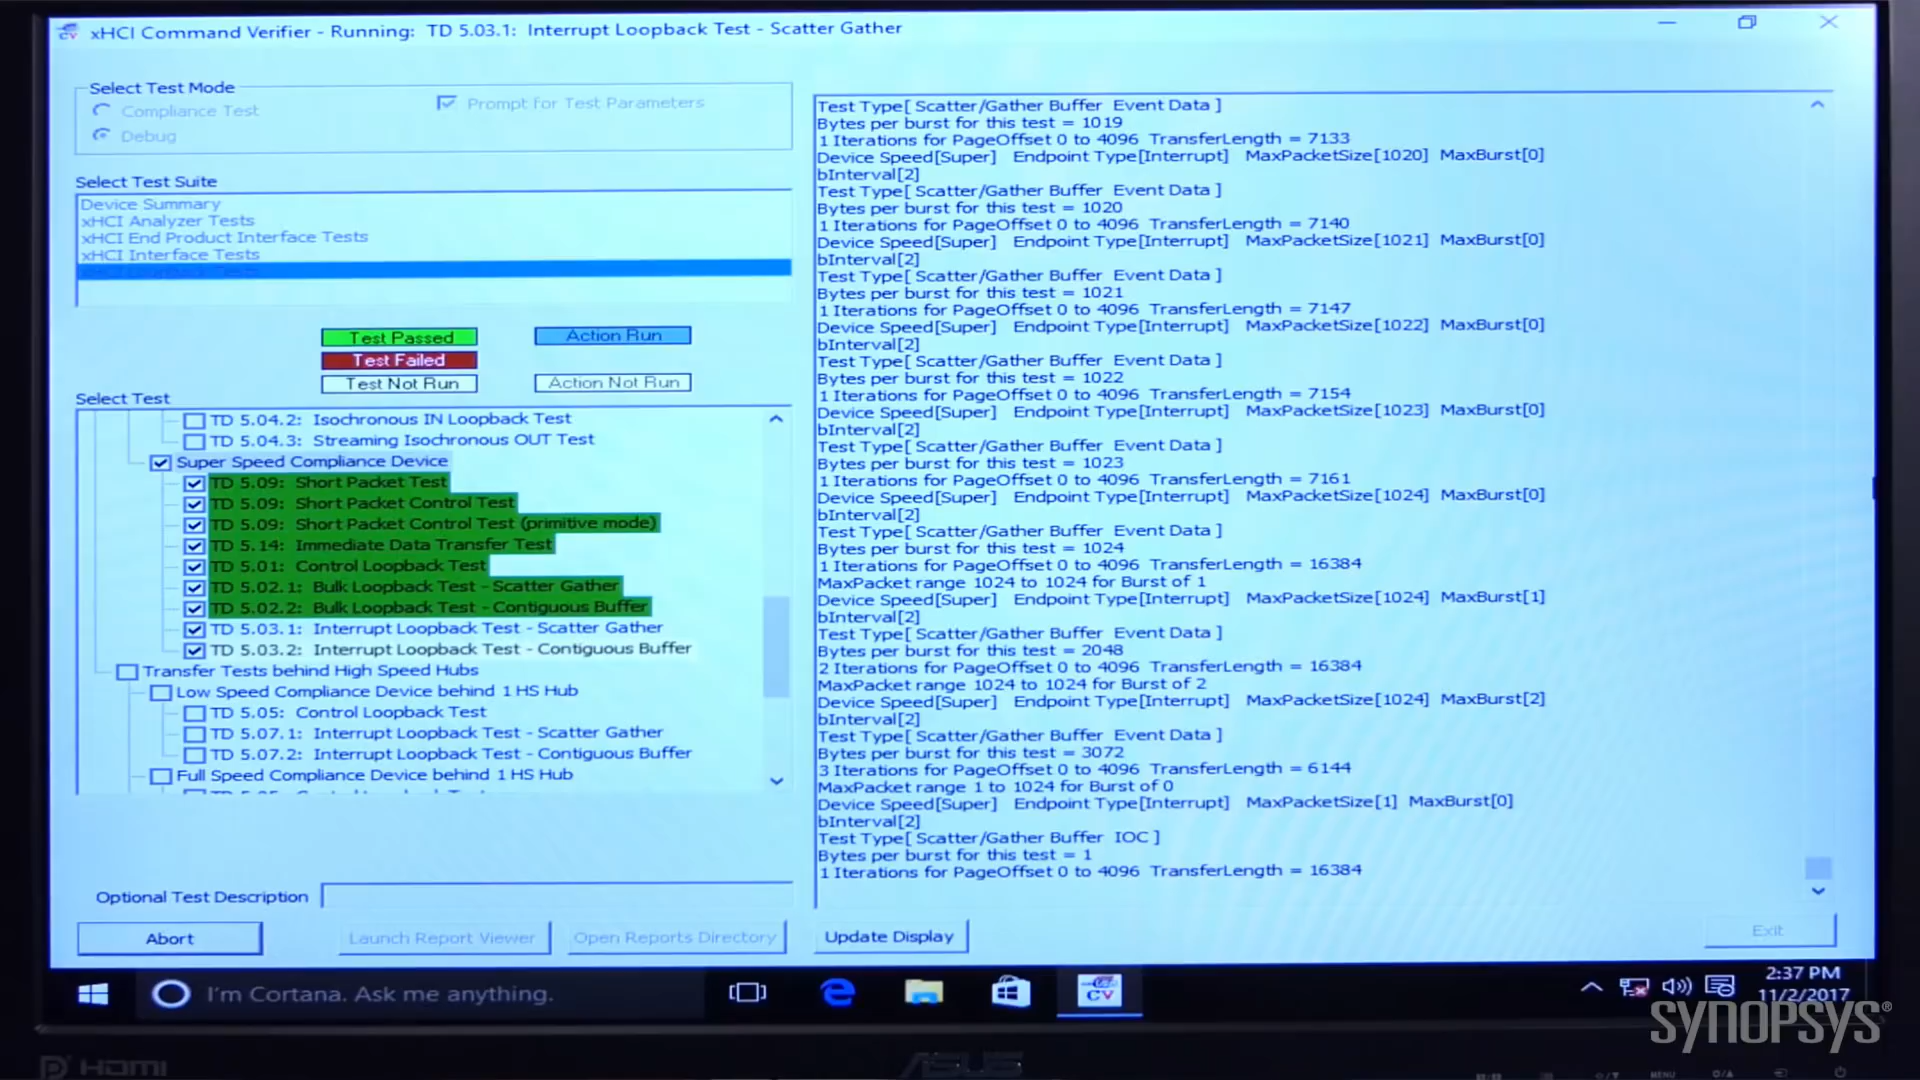 xHCI Command Verifier - Running:  TD 5.03.1:  Interrupt Loopback Test - Scatter Gather
Select Test Mode
Compliance Test
Prompt for Test Parameters
Debug
Select Test Suite
Device Summary
xHCI Analyzer Tests
xHCI End Product Interface Tests
xHCI Interface Tests
Test Passed
Action Run
Test Failed
Test Not Run
Action Not Run
Select Test
TD 5.04.2:  Isochronous IN Loopback Test
TD 5.04.3:  Streaming Isochronous OUT Test
Super Speed Compliance Device
TD 5.09:  Short Packet Test
TD 5.09:  Short Packet Control Test
TD 5.09:  Short Packet Control Test (primitive mode)
TD 5.14:  Immediate Data Transfer Test
TD 5.01:  Control Loopback Test
TD 5.02.1:  Bulk Loopback Test - Scatter Gather
TD 5.02.2:  Bulk Loopback Test - Contiguous Buffer
TD 5.03.1:  Interrupt Loopback Test - Scatter Gather
TD 5.03.2:  Interrupt Loopback Test - Contiguous Buffer
Transfer Tests behind High Speed Hubs
Low Speed Compliance Device behind 1 HS Hub
TD 5.05:  Control Loopback Test
TD 5.07.1:  Interrupt Loopback Test - Scatter Gather
TD 5.07.2:  Interrupt Loopback Test - Contiguous Buffer
Full Speed Compliance Device behind 1 HS Hub
Optional Test Description
Abort
Launch Report Viewer
Open Reports Directory
Test Type[ Scatter/Gather Buffer  Event Data ]
Bytes per burst for this test = 1019
1 Iterations for PageOffset 0 to 4096  TransferLength = 7133
Device Speed[Super]   Endpoint Type[Interrupt]   MaxPacketSize[1020]  MaxBurst[0]
bInterval[2]
Test Type[ Scatter/Gather Buffer  Event Data ]
Bytes per burst for this test = 1020
1 Iterations for PageOffset 0 to 4096  TransferLength = 7140
Device Speed[Super]   Endpoint Type[Interrupt]   MaxPacketSize[1021]  MaxBurst[0]
bInterval[2]
Test Type[ Scatter/Gather Buffer  Event Data ]
Bytes per burst for this test = 1021
1 Iterations for PageOffset 0 to 4096  TransferLength = 7147
Device Speed[Super]   Endpoint Type[Interrupt]   MaxPacketSize[1022]  MaxBurst[0]
bInterval[2]
Test Type[ Scatter/Gather Buffer  Event Data ]
Bytes per burst for this test = 1022
1 Iterations for PageOffset 0 to 4096  TransferLength = 7154
Device Speed[Super]   Endpoint Type[Interrupt]   MaxPacketSize[1023]  MaxBurst[0]
bInterval[2]
Test Type[ Scatter/Gather Buffer  Event Data ]
Bytes per burst for this test = 1023
1 Iterations for PageOffset 0 to 4096  TransferLength = 7161
Device Speed[Super]   Endpoint Type[Interrupt]   MaxPacketSize[1024]  MaxBurst[0]
bInterval[2]
Test Type[ Scatter/Gather Buffer  Event Data ]
Bytes per burst for this test = 1024
1 Iterations for PageOffset 0 to 4096  TransferLength = 16384
MaxPacket range 1024 to 1024 for Burst of 1
Device Speed[Super]   Endpoint Type[Interrupt]   MaxPacketSize[1024]  MaxBurst[1]
bInterval[2]
Test Type[ Scatter/Gather Buffer  Event Data ]
Bytes per burst for this test = 2048
2 Iterations for PageOffset 0 to 4096  TransferLength = 16384
MaxPacket range 1024 to 1024 for Burst of 2
Device Speed[Super]   Endpoint Type[Interrupt]   MaxPacketSize[1024]  MaxBurst[2]
bInterval[2]
Test Type[ Scatter/Gather Buffer  Event Data ]
Bytes per burst for this test = 3072
3 Iterations for PageOffset 0 to 4096  TransferLength = 6144
MaxPacket range 1 to 1024 for Burst of 0
Device Speed[Super]   Endpoint Type[Interrupt]   MaxPacketSize[1]  MaxBurst[0]
bInterval[2]
Test Type[ Scatter/Gather Buffer  IOC ]
Bytes per burst for this test = 1
1 Iterations for PageOffset 0 to 4096  TransferLength = 16384
Update Display
Exit
I'm Cortana. Ask me anything.
CV
2:37 PM
11/2/2017
SYNOPSYS®
HDMI
ASUS
MENU